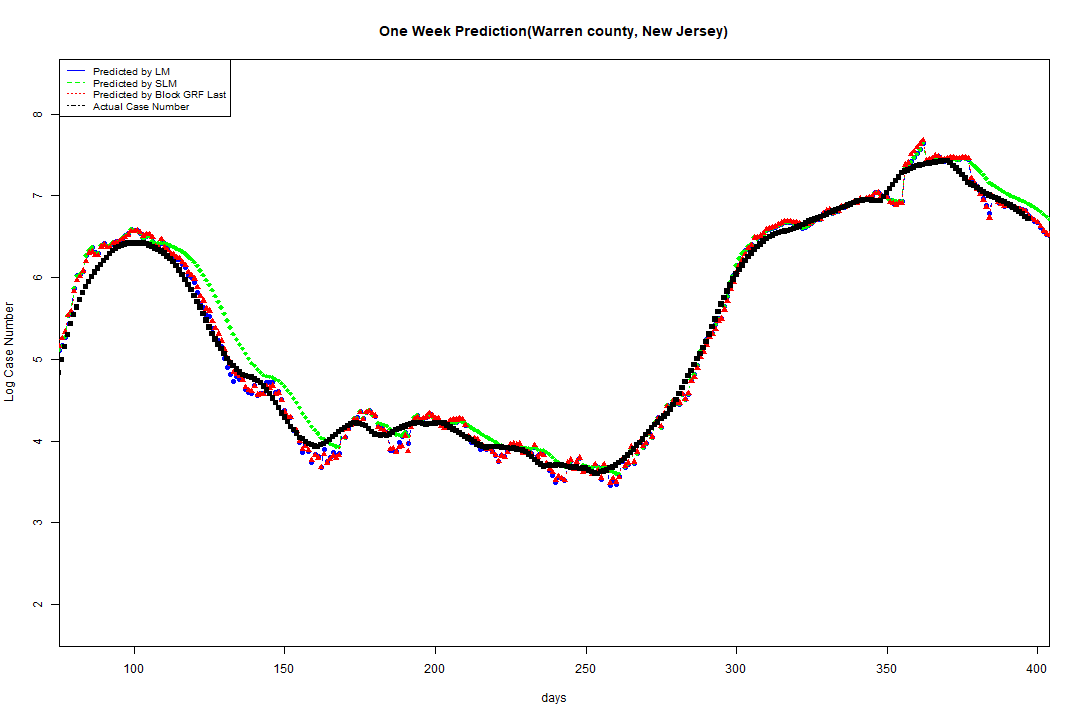 One Week Prediction(Warren county, New Jersey)
Predicted by LM
Predicted by SLM
Predicted by Block GRF Last
Actual Case Number
8
7
6
5
4
3
2
Log Case Number
100 150 200 250 300 350 400
days